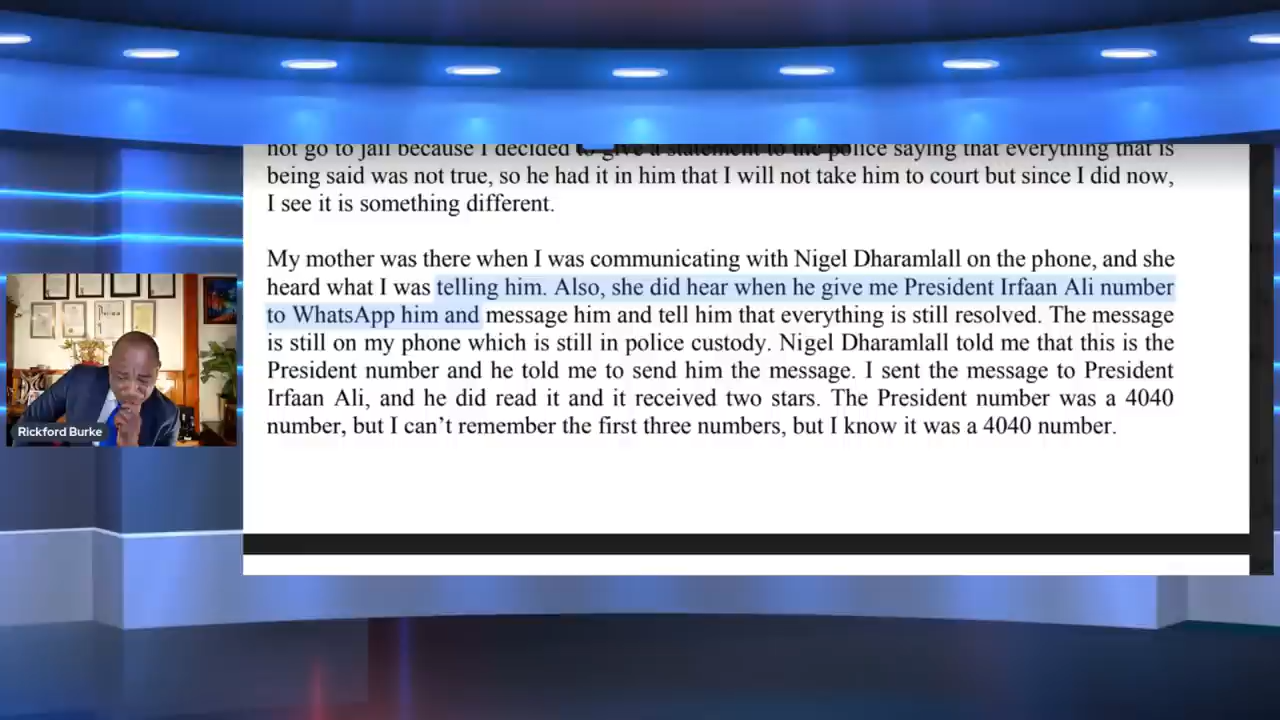 not go to jail because I decided to give a statement to the police saying that everything that is
being said was not true, so he had it in him that I will not take him to court but since I did now,
I see it is something different.
My mother was there when I was communicating with Nigel Dharamlall on the phone, and she
heard what I was telling him. Also, she did hear when he give me President Irfaan Ali number
to WhatsApp him and message him and tell him that everything is still resolved. The message
is still on my phone which is still in police custody. Nigel Dharamlall told me that this is the
President number and he told me to send him the message. I sent the message to President
Irfaan Ali, and he did read it and it received two stars. The President number was a 4040
number, but I can’t remember the first three numbers, but I know it was a 4040 number.
Rickford Burke